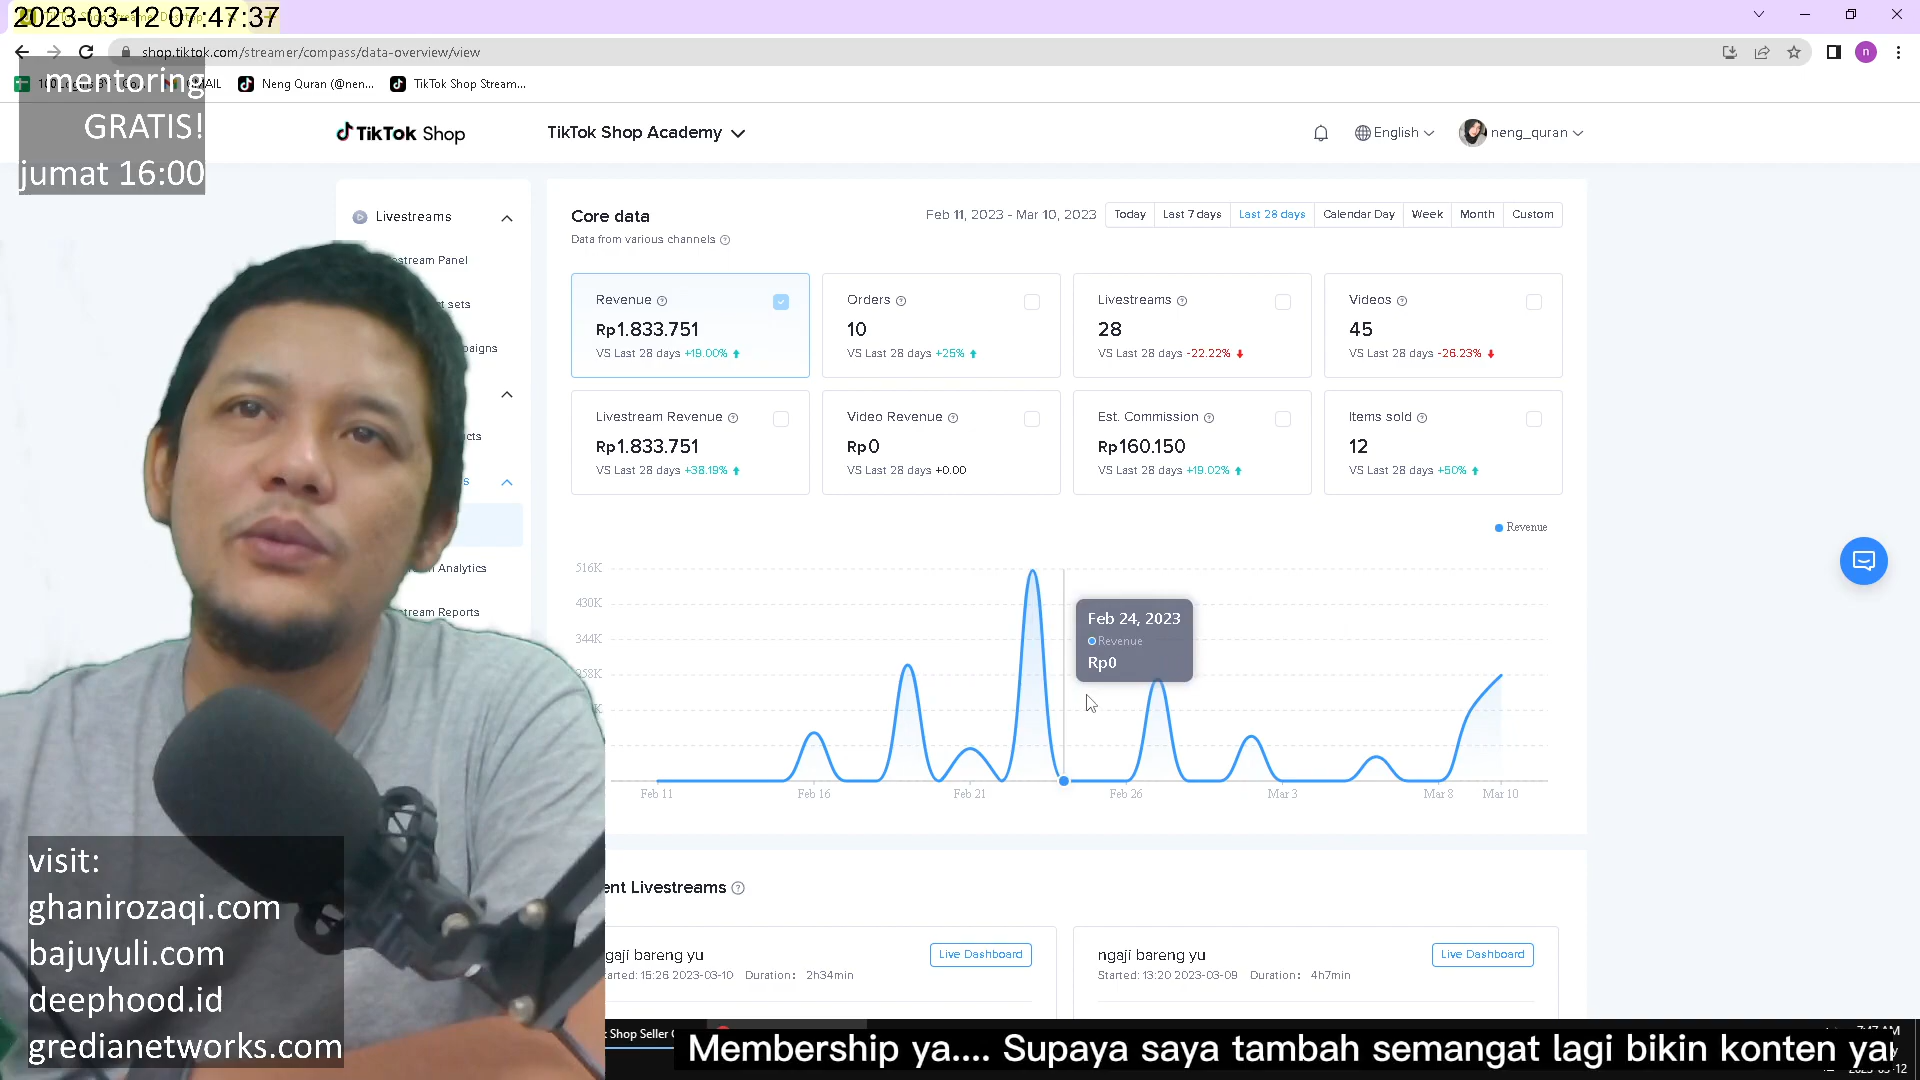 2023-03-12 07:47:37
shop.tiktok.com/streamer/compass/data-overview/view
n
Neng Quran (@nen...
TikTok Shop Stream...
mentoring
GRATIS!
jumat 16:00
TikTok Shop
TikTok Shop Academy
English
neng_quran
Livestreams
Core data
Data from various channels
Feb 11, 2023 - Mar 10, 2023
Today
Last 7 days
Last 28 days
Calendar Day
Week
Month
Custom
Revenue
Rp1.833.751
VS Last 28 days +19.00%
Orders
10
VS Last 28 days +25%
Livestreams
28
VS Last 28 days -22.22%
Videos
45
VS Last 28 days -26.23%
Livestream Revenue
Rp1.833.751
VS Last 28 days +38.19%
Video Revenue
Rp0
VS Last 28 days +0.00
Est. Commission
Rp160.150
VS Last 28 days +19.02%
Items sold
12
VS Last 28 days +50%
Panel
sets
Analytics
Reports
Revenue
516K
430K
344K
Feb 24, 2023
Revenue
Rp0
Feb 11
Feb 16
Feb 21
Feb 26
Mar 3
Mar 8
Mar 10
Livestreams
bareng yu
15:26 2023-03-10 Duration: 2h34min
Live Dashboard
ngaji bareng yu
Started: 13:20 2023-03-09 Duration: 4h7min
Live Dashboard
visit:
ghanirozaqi.com
bajuyuli.com
deephood.id
gredianetworks.com
Shop Seller
Membership ya.... Supaya saya tambah semangat lagi bikin konten